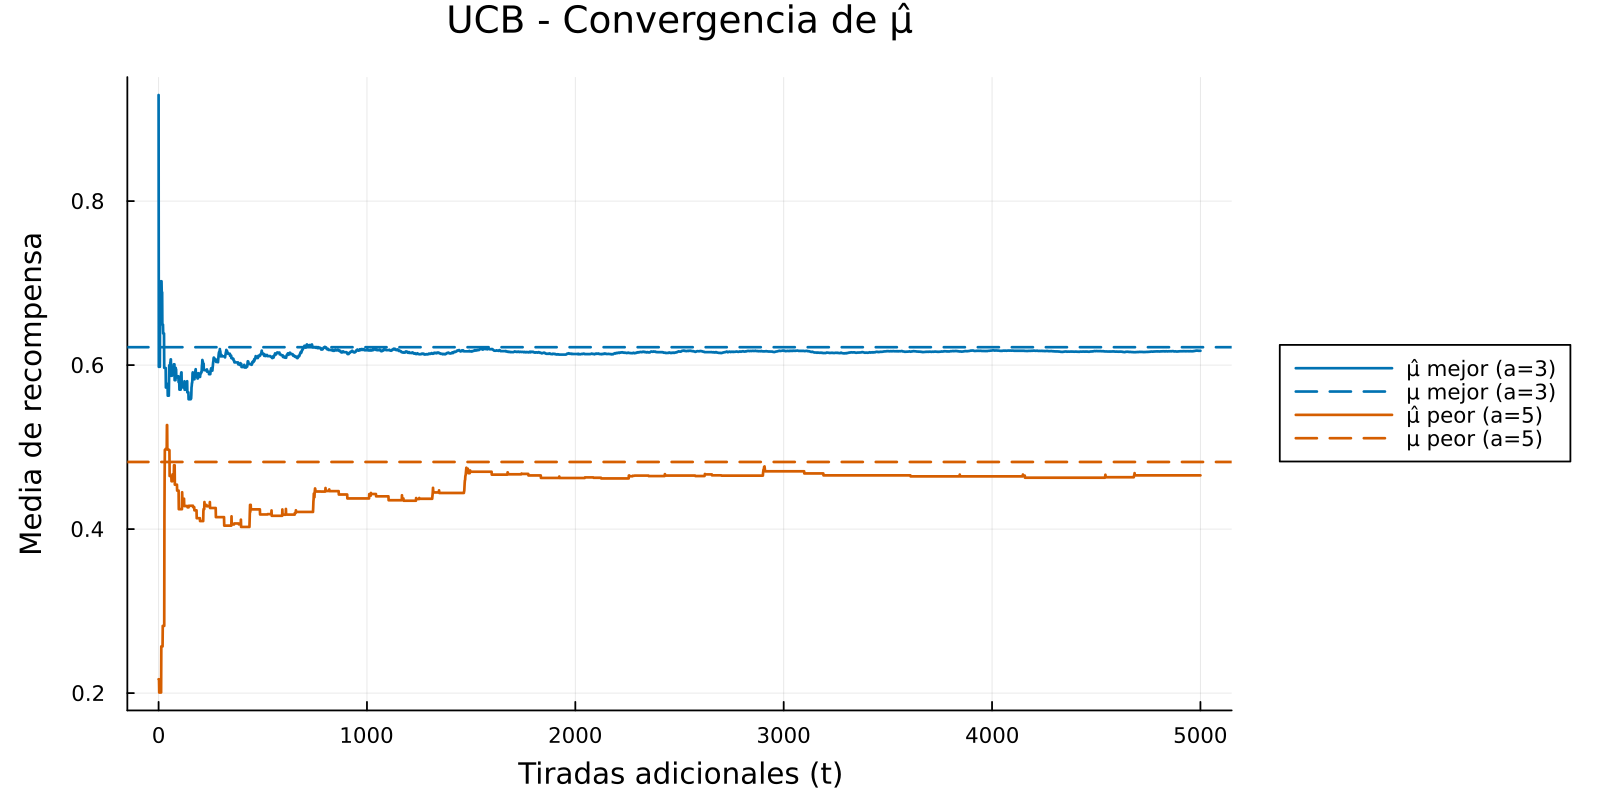 UCB - Convergencia de μ̂
Media de recompensa
0.8
0.6
0.4
0.2
0
1000
2000
3000
4000
5000
Tiradas adicionales (t)
μ̂ mejor (a=3)
μ mejor (a=3)
μ̂ peor (a=5)
μ peor (a=5)